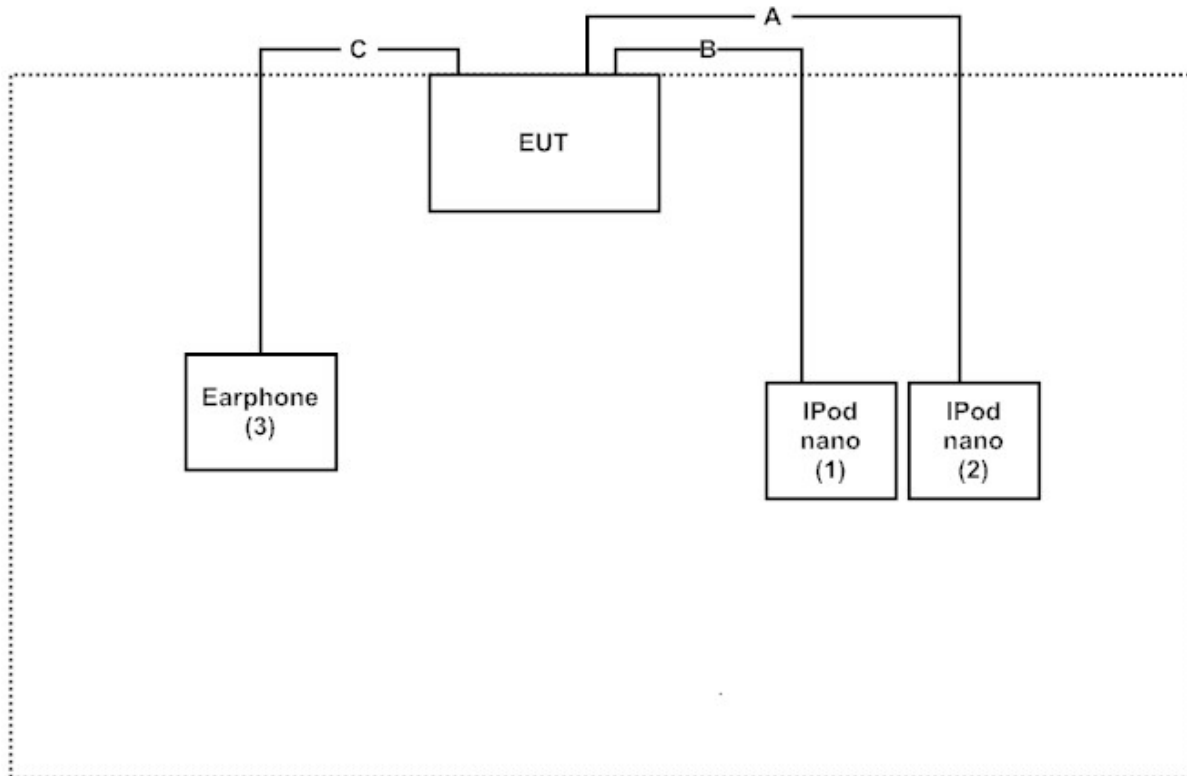 A
C
B
EUT
Earphone
(3)
IPod
nano
(1)
IPod
nano
(2)